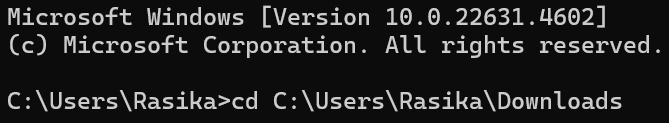 Microsoft Windows [Version 10.0.22631.4602]
(c) Microsoft Corporation. All rights reserved.
C:\Users\Rasika>cd C:\Users\Rasika\Downloads